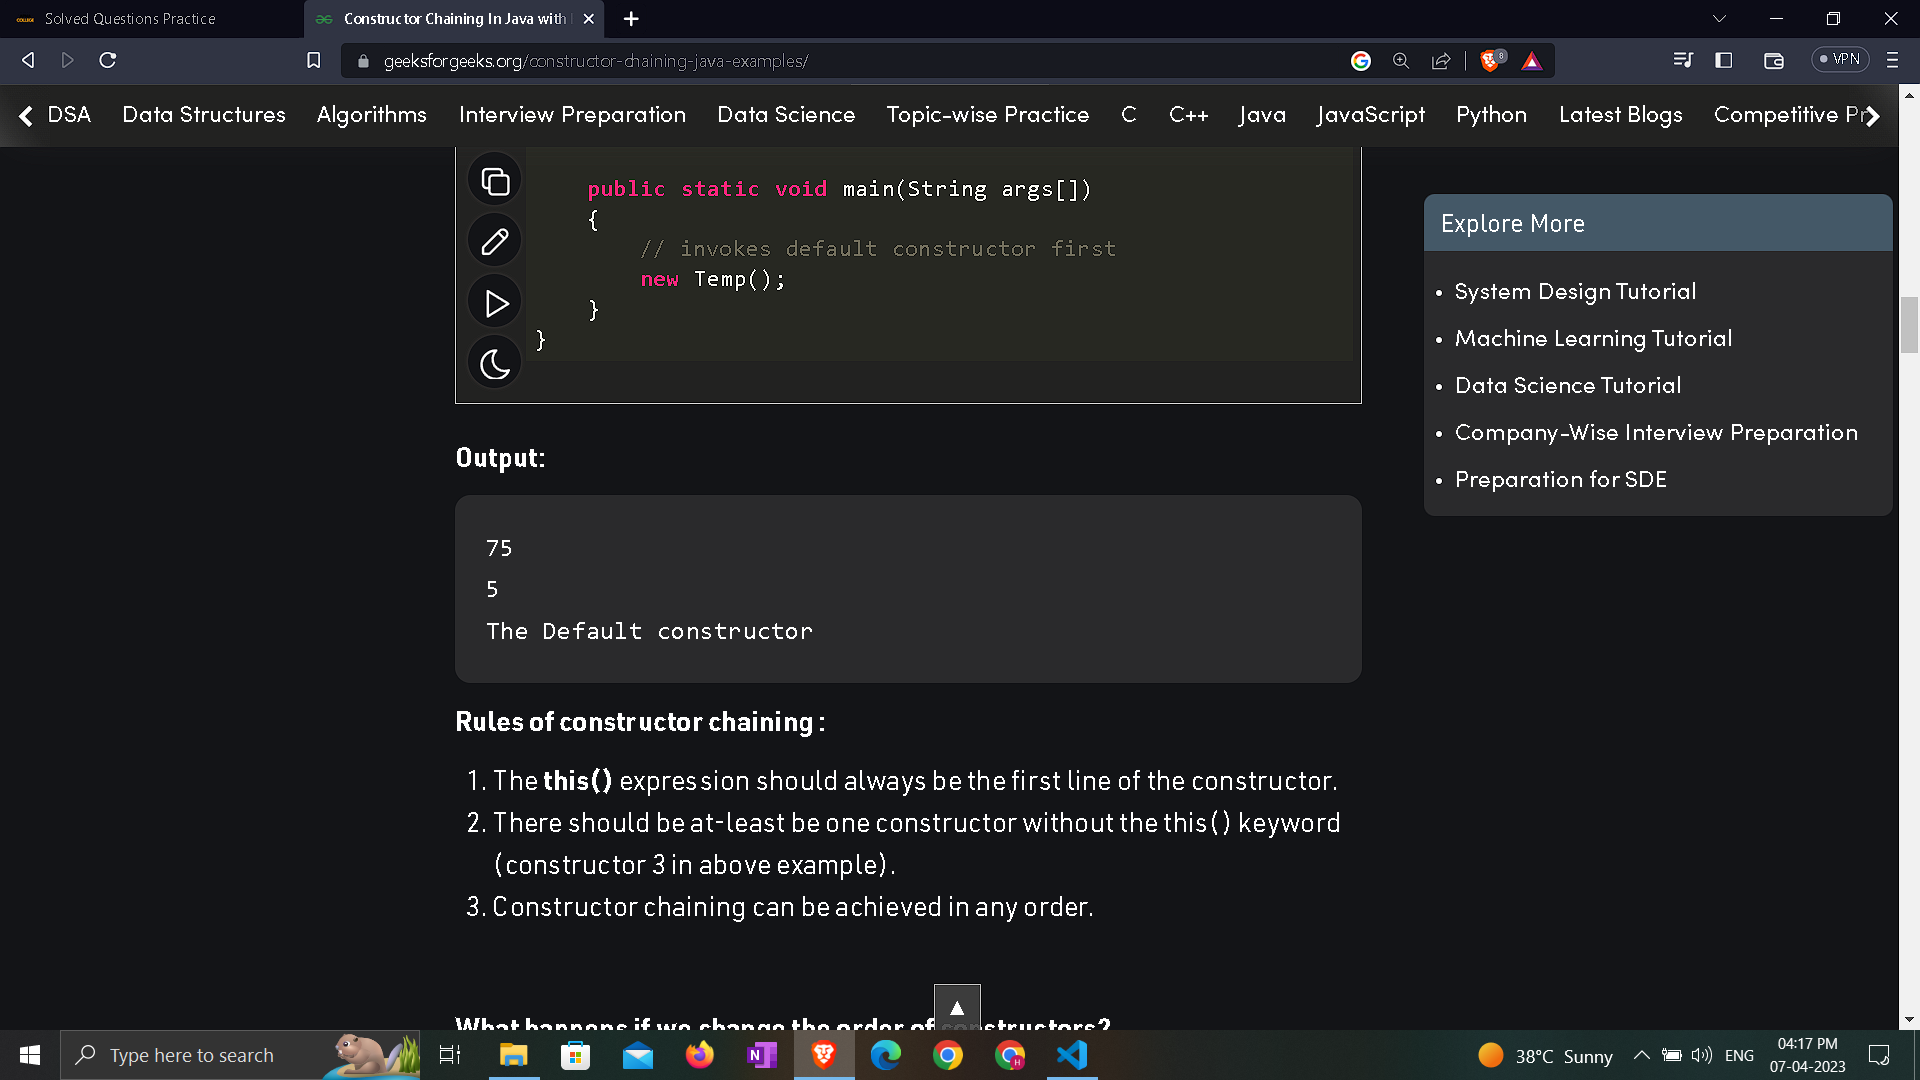 Solved Questions Practice
Constructor Chaining In Java with
geeksforgeeks.org/constructor-chaining-java-examples/
8
VPN
DSA Data Structures Algorithms Interview Preparation Data Science Topic-wise Practice C C++ Java JavaScript Python Latest Blogs Competitive Pr
public static void main(String args[])
{
// invokes default constructor first
new Temp();
}
}
Explore More
System Design Tutorial
Machine Learning Tutorial
Data Science Tutorial
Company-Wise Interview Preparation
Preparation for SDE
Output:
75
5
The Default constructor
Rules of constructor chaining :
1. The this() expression should always be the first line of the constructor.
2. There should be at-least be one constructor without the this() keyword
(constructor 3 in above example).
3. Constructor chaining can be achieved in any order.
What happens if we change the order of constructors?
Type here to search
38°C Sunny
ENG
04:17 PM
07-04-2023